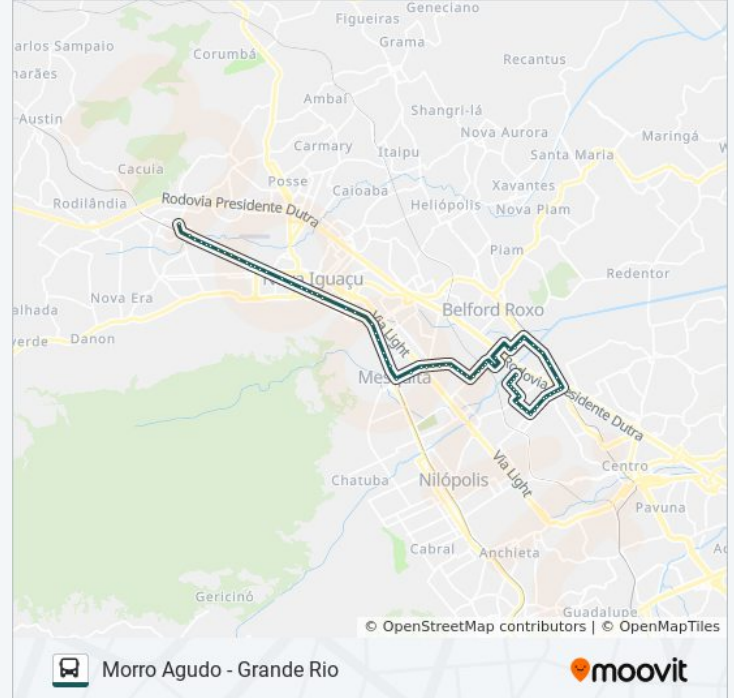 Geneciano
Figueiras
Grama
arlos Sampaio
Corumbá
Recantus
marães
Ambaí
Shangri-lá
Austin
Nova Aurora
Maringá
Carmary
Itaipu
Santa Maria
Cacuia
Posse
Caioaba
Xavantes
Rodilândia
Rodovia Presidente Dutra
Heliópolis
Nova Piam
Piam
Redentor
Nova Iguaçu
Nova Era
alhada
Belford Roxo
Via Light
verde
Danon
Rodovia Presidente Dutra
Mesquita
Centro
Via Light
Chatuba
Nilópolis
Pavuna
Cabral
Anchieta
Gericinó
Guadalupe
© OpenStreetMap contributors | © OpenMapTiles
Morro Agudo - Grande Rio
moovit